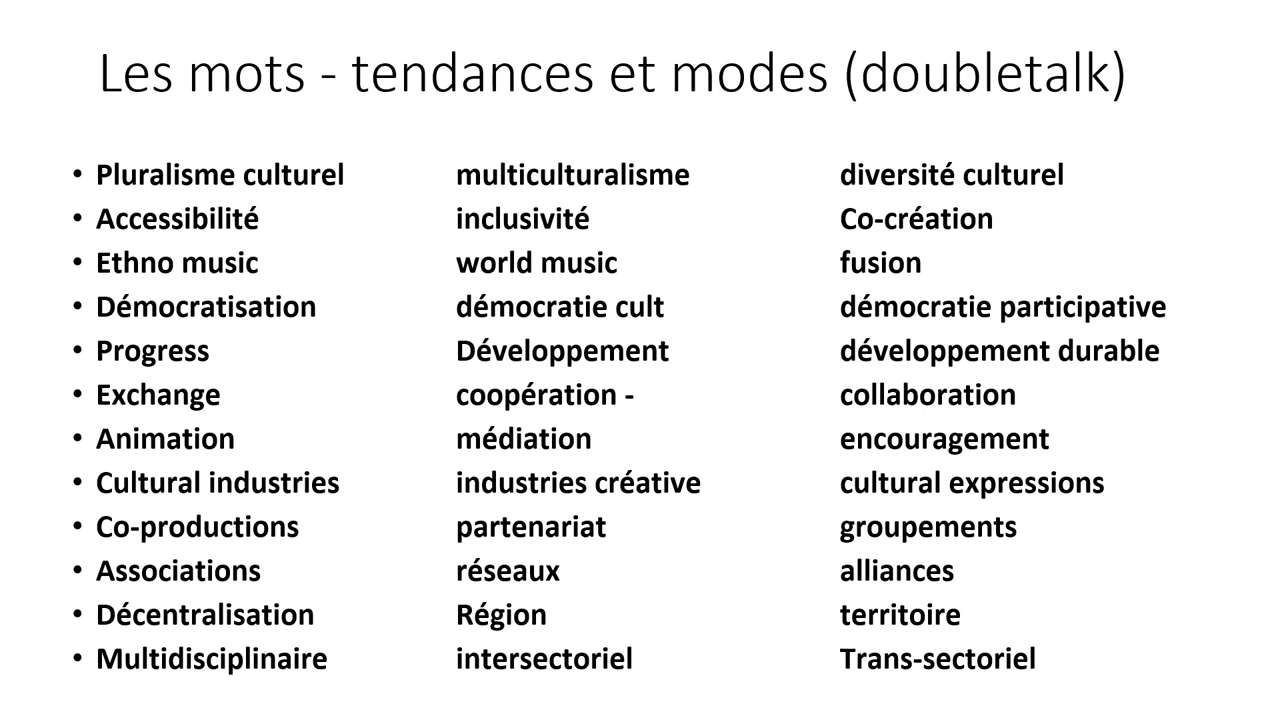 Les mots - tendances et modes (doubletalk)
• Pluralisme culturel multiculturalisme diversité culturel
• Accessibilité inclusivité Co-création
• Ethno music world music fusion
• Démocratisation démocratie cult démocratie participative
• Progress Développement développement durable
• Exchange coopération - collaboration
• Animation médiation encouragement
• Cultural industries industries créative cultural expressions
• Co-productions partenariat groupements
• Associations réseaux alliances
• Décentralisation Région territoire
• Multidisciplinaire intersectoriel Trans-sectoriel